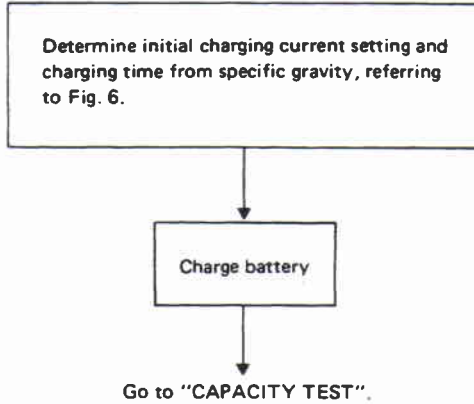 Determine initial charging current setting and
charging time from specific gravity, referring
to Fig. 6.
Charge battery
Go to "CAPACITY TEST".